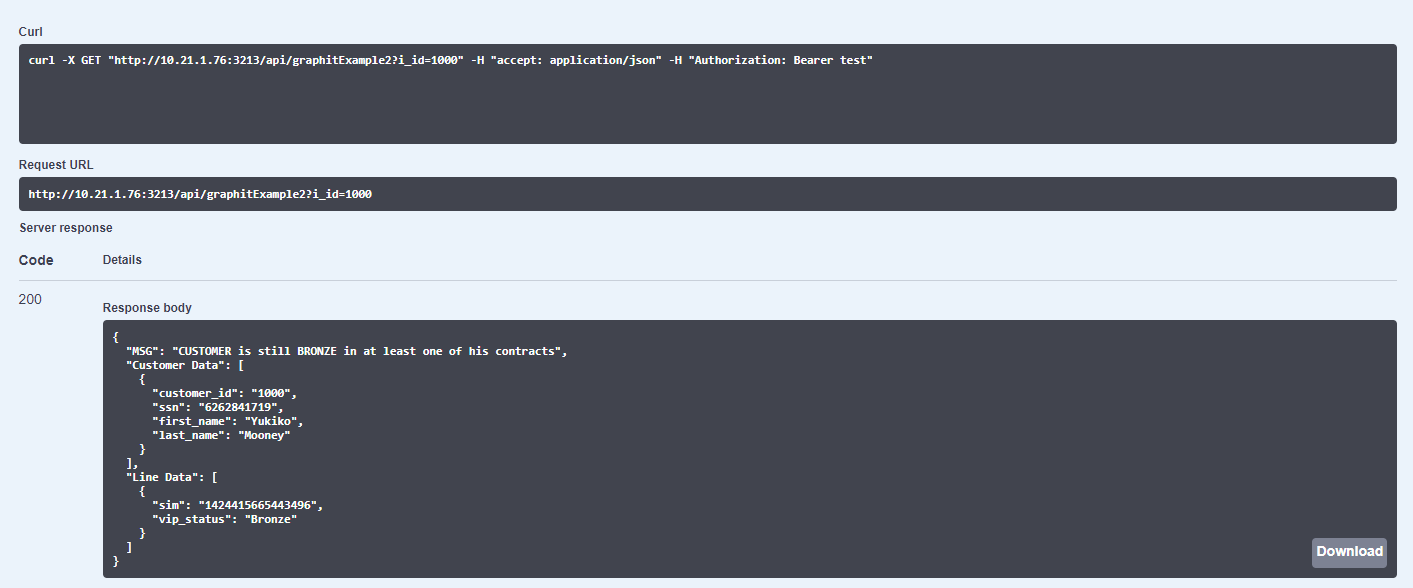 Curl
curl -X GET "http://10.21.1.76:3213/api/graphitExample2?i_id=1000" -H "accept: application/json" -H "Authorization: Bearer test"
Request URL
http://10.21.1.76:3213/api/graphitExample2?i_id=1000
Server response
Code Details
200
Response body
{
  "MSG": "CUSTOMER is still BRONZE in at least one of his contracts",
  "Customer Data": [
    {
      "customer_id": "1000",
      "ssn": "6262841719",
      "first_name": "Yukiko",
      "last_name": "Mooney"
    }
  ],
  "Line Data": [
    {
      "sim": "1424415665443496",
      "vip_status": "Bronze"
    }
  ]
}
Download